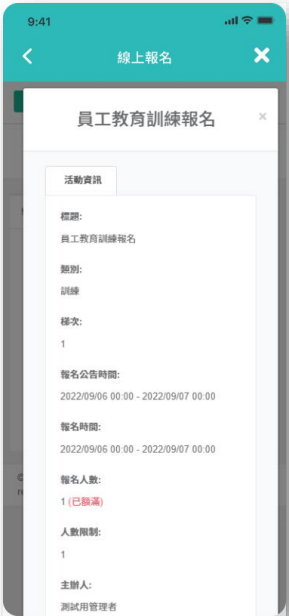 9:41
線上報名
員工教育訓練報名
×
活動資訊
標題:
員工教育訓練報名
類別:
訓練
梯次:
1
報名公告時間:
2022/09/06 00:00 - 2022/09/07 00:00
報名時間:
2022/09/06 00:00 - 2022/09/07 00:00
報名人數:
1 (已額滿)
人數限制:
1
主辦人:
測試用管理者